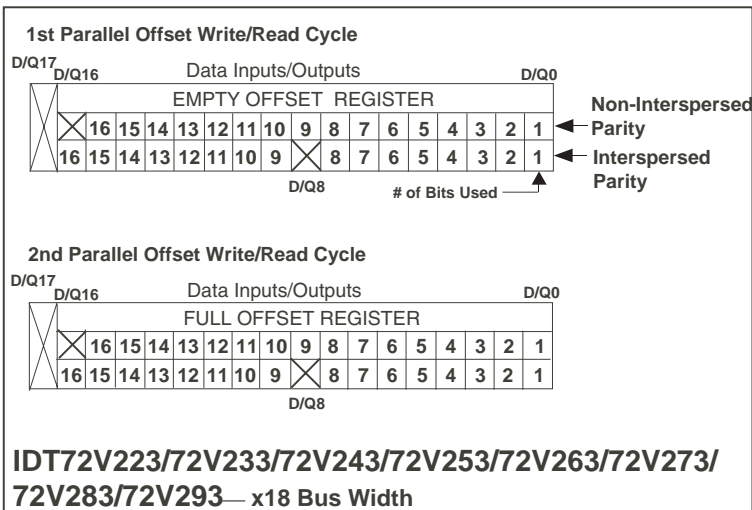 1st Parallel Offset Write/Read Cycle
D/Q17
D/Q16 Data Inputs/Outputs D/Q0
EMPTY OFFSET REGISTER
16 15 14 13 12 11 10 9 8 7 6 5 4 3 2 1
Non-Interspersed
Parity
16 15 14 13 12 11 10 9 8 7 6 5 4 3 2 1
Interspersed
Parity
D/Q8
# of Bits Used
2nd Parallel Offset Write/Read Cycle
D/Q17
D/Q16 Data Inputs/Outputs D/Q0
FULL OFFSET REGISTER
16 15 14 13 12 11 10 9 8 7 6 5 4 3 2 1
16 15 14 13 12 11 10 9 8 7 6 5 4 3 2 1
D/Q8
IDT72V223/72V233/72V243/72V253/72V263/72V273/
72V283/72V293— x18 Bus Width